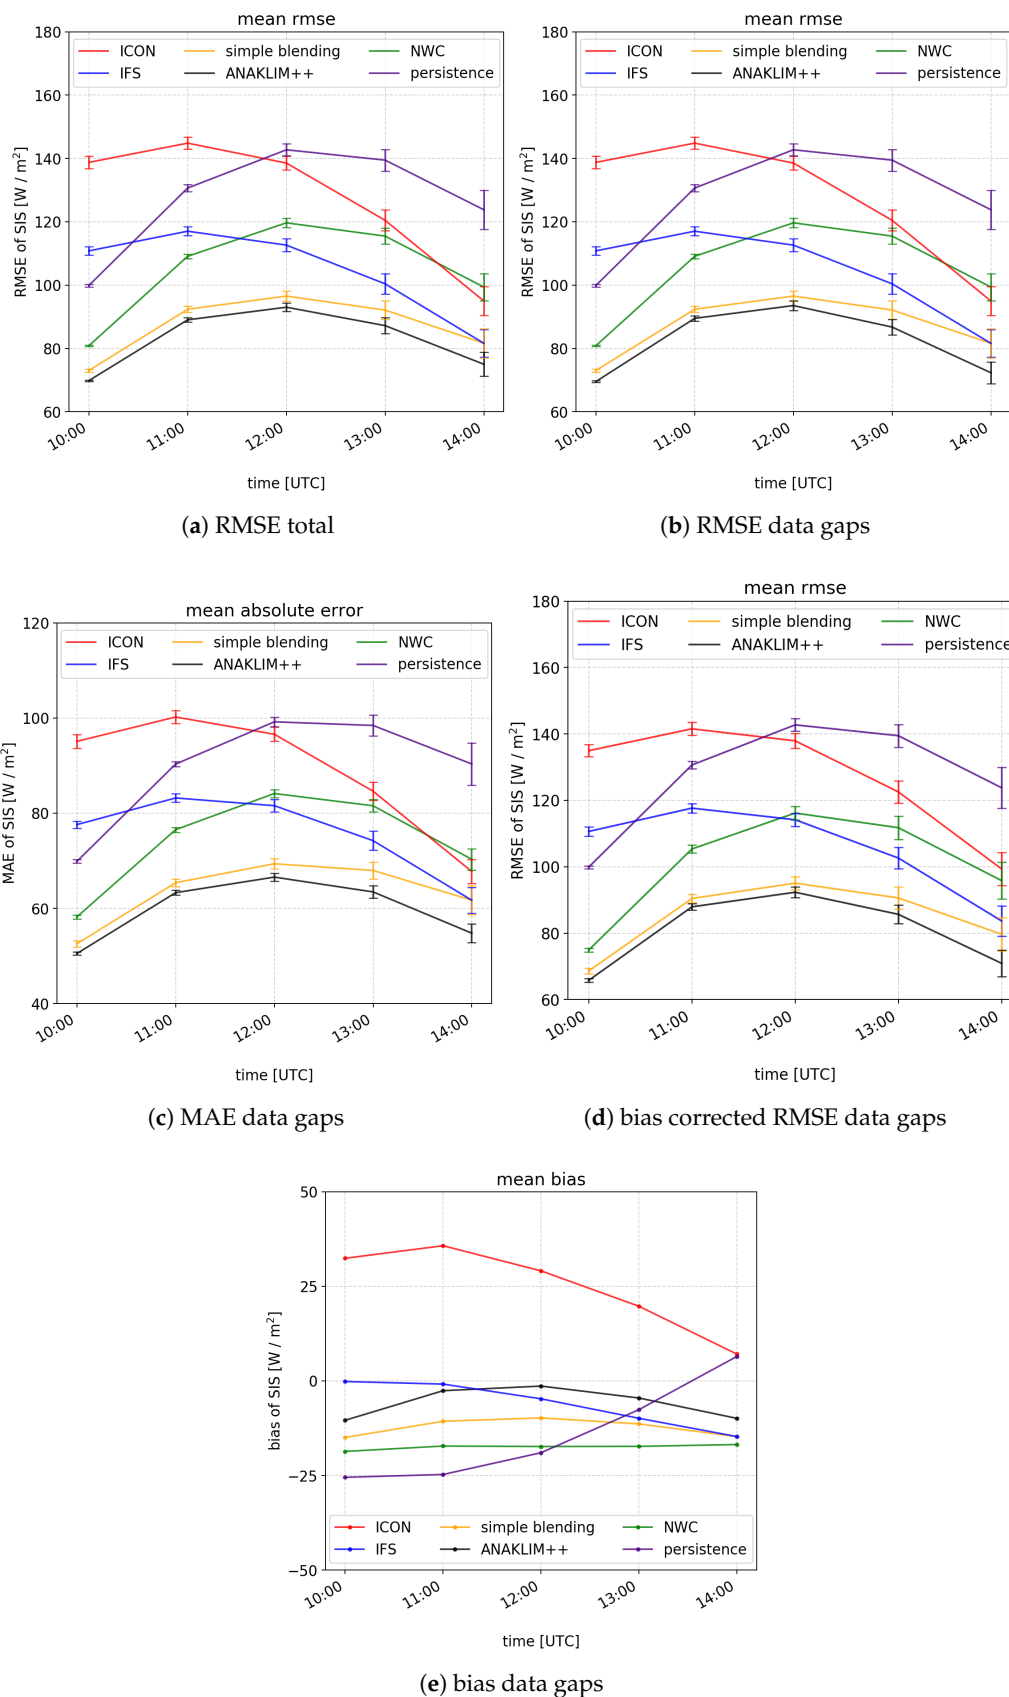 mean rmse
ICON simple blending NWC
IFS ANAKLIM++ persistence
RMSE of SIS [W / m²]
180
160
140
120
100
80
60
10:00 11:00 12:00 13:00 14:00
time [UTC]
(a) RMSE total
mean rmse
ICON simple blending NWC
IFS ANAKLIM++ persistence
RMSE of SIS [W / m²]
180
160
140
120
100
80
60
10:00 11:00 12:00 13:00 14:00
time [UTC]
(b) RMSE data gaps
mean absolute error
ICON simple blending NWC
IFS ANAKLIM++ persistence
MAE of SIS [W / m²]
120
100
80
60
40
10:00 11:00 12:00 13:00 14:00
time [UTC]
(c) MAE data gaps
mean rmse
ICON simple blending NWC
IFS ANAKLIM++ persistence
RMSE of SIS [W / m²]
180
160
140
120
100
80
60
10:00 11:00 12:00 13:00 14:00
time [UTC]
(d) bias corrected RMSE data gaps
mean bias
bias of SIS [W / m²]
50
25
0
−25
−50
ICON simple blending NWC
IFS ANAKLIM++ persistence
10:00 11:00 12:00 13:00 14:00
time [UTC]
(e) bias data gaps